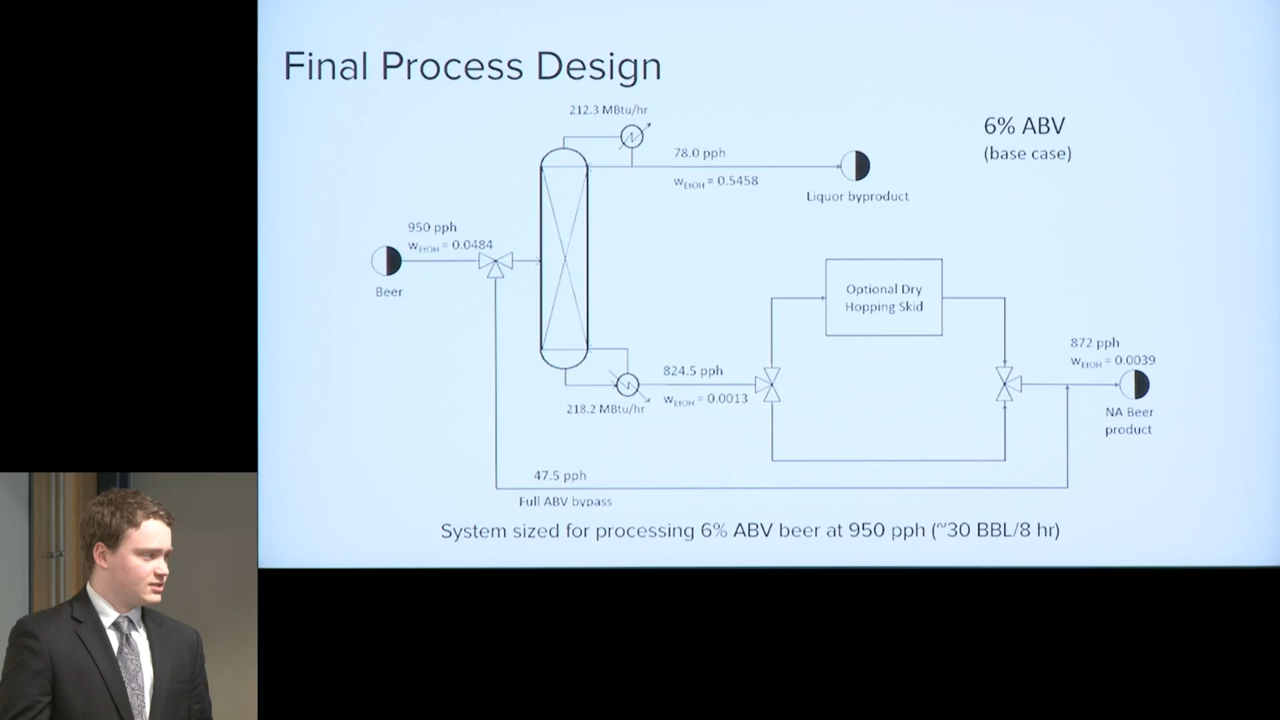 Final Process Design
212.3 MBtu/hr
6% ABV
(base case)
78.0 pph
wEtOH = 0.5458
Liquor byproduct
950 pph
wEtOH = 0.0484
Beer
Optional Dry
Hopping Skid
872 pph
wEtOH = 0.0039
824.5 pph
wEtOH = 0.0013
218.2 MBtu/hr
NA Beer
product
47.5 pph
Full ABV bypass
System sized for processing 6% ABV beer at 950 pph (~30 BBL/8 hr)